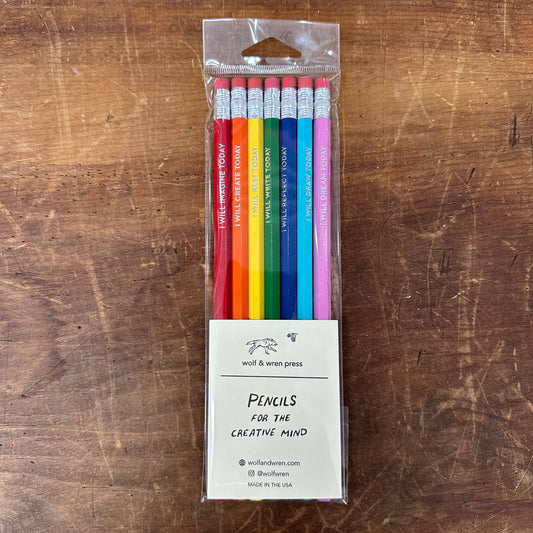 I WILL IMAGINE TODAY
I WILL CREATE TODAY
I WILL REST TODAY
I WILL WRITE TODAY
I WILL REFLECT TODAY
I WILL DRAW TODAY
I WILL DREAM TODAY
wolf & wren press
PENCILS
FOR THE
CREATIVE MIND
wolfandwren.com
@wolfwren
MADE IN THE USA